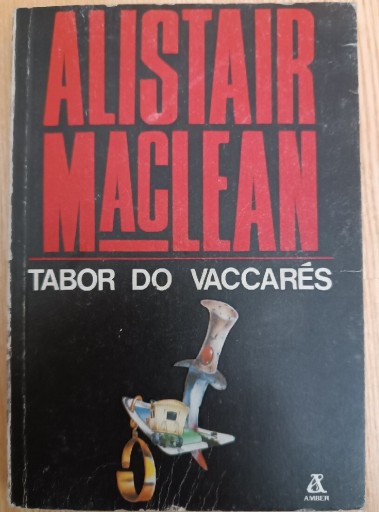 ALISTAIR
MACLEAN
TABOR DO VACCARÉS
AMBER